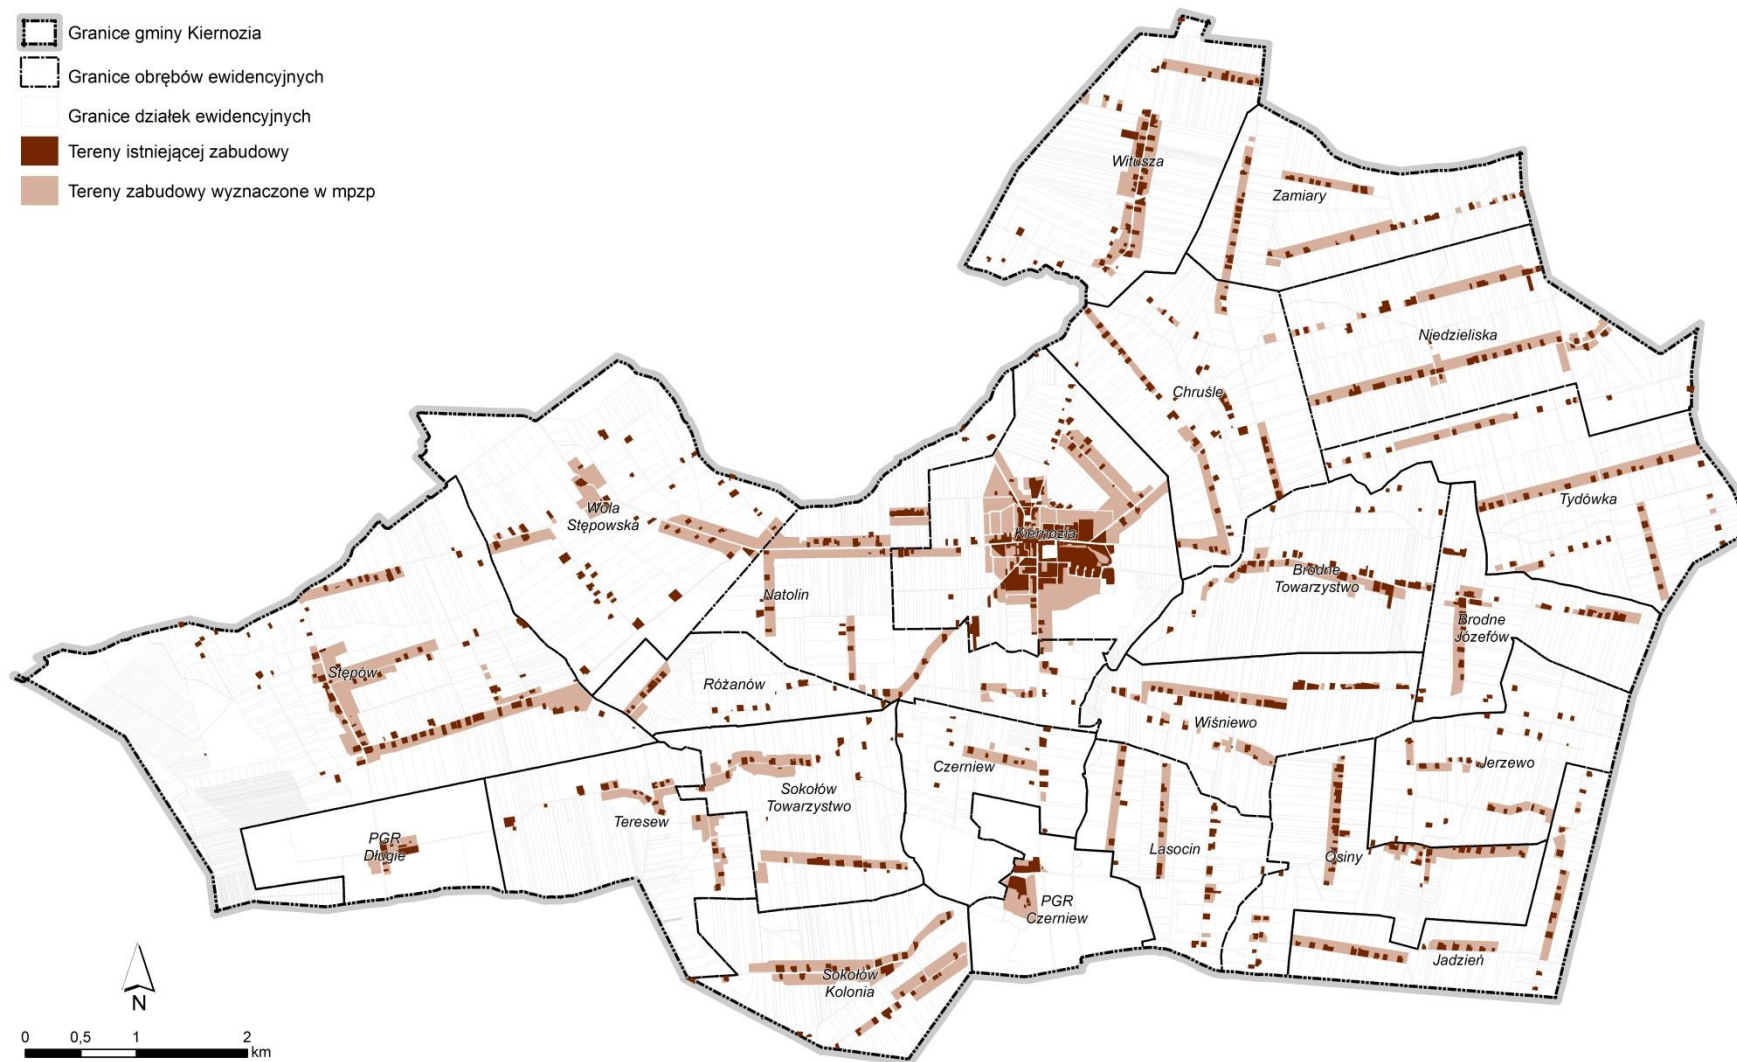 Granice gminy Kiernozia
Granice obrębów ewidencyjnych
Granice działek ewidencyjnych
Tereny istniejącej zabudowy
Tereny zabudowy wyznaczone w mpzp
Witusza
Zamiary
Niedzieliska
Chruśle
Wola
Stępowska
Tydówka
Kiernozia
Brodne
Towarzystwo
Natolin
Brodne
Józefów
Stępów
Różanów
Wiśniewo
Czerniew
Jerzewo
Sokołów
Towarzystwo
Teresew
PGR
Długie
Lasocin
Osiny
PGR
Czerniew
Jadzień
Sokołów
Kolonia
N
0 0,5 1 2
km